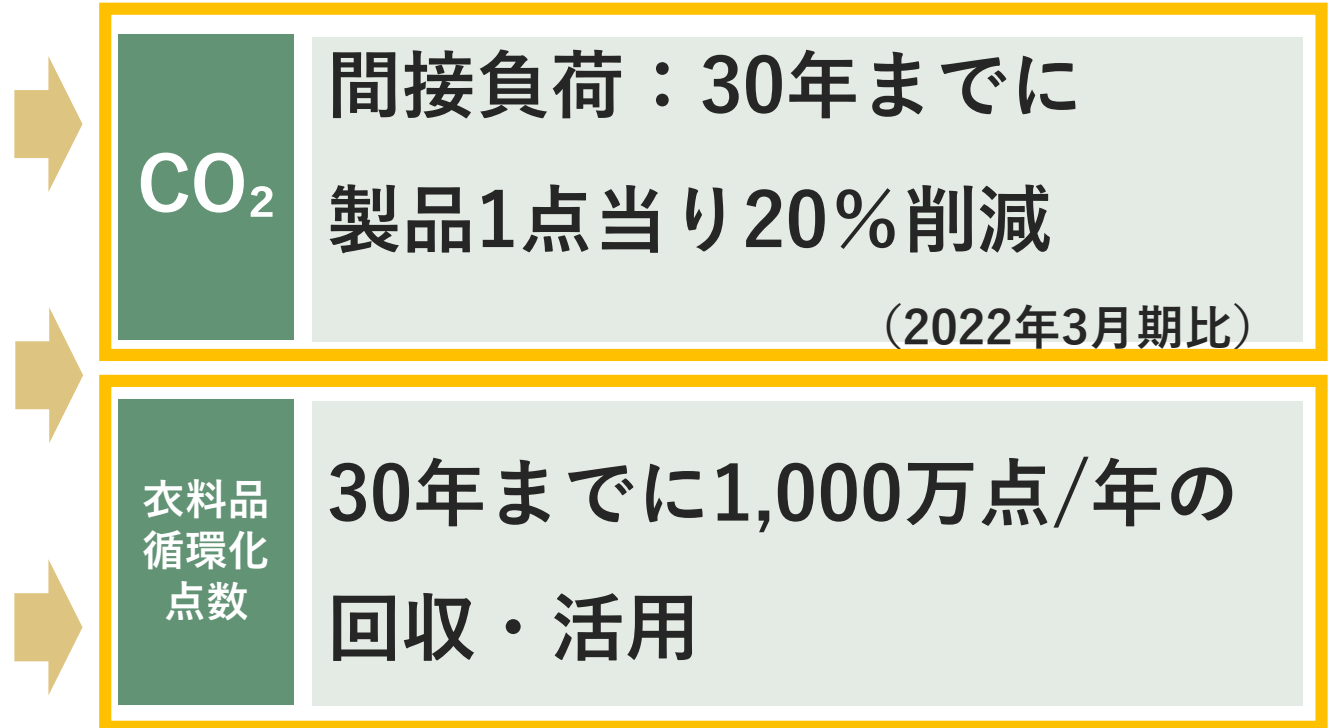 CO₂
間接負荷：30年までに
製品1点当り20%削減
（2022年3月期比）
衣料品
循環化
点数
30年までに1,000万点/年の
回収・活用